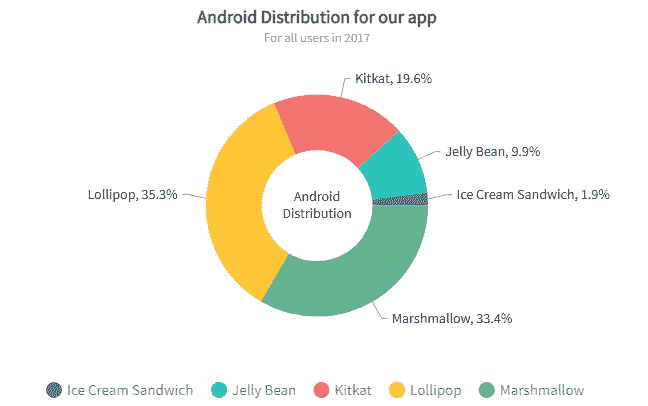 Android Distribution for our app
For all users in 2017
Kitkat, 19.6%
Jelly Bean, 9.9%
Lollipop, 35.3%
Ice Cream Sandwich, 1.9%
Android
Distribution
Marshmallow, 33.4%
Ice Cream Sandwich Jelly Bean Kitkat Lollipop Marshmallow